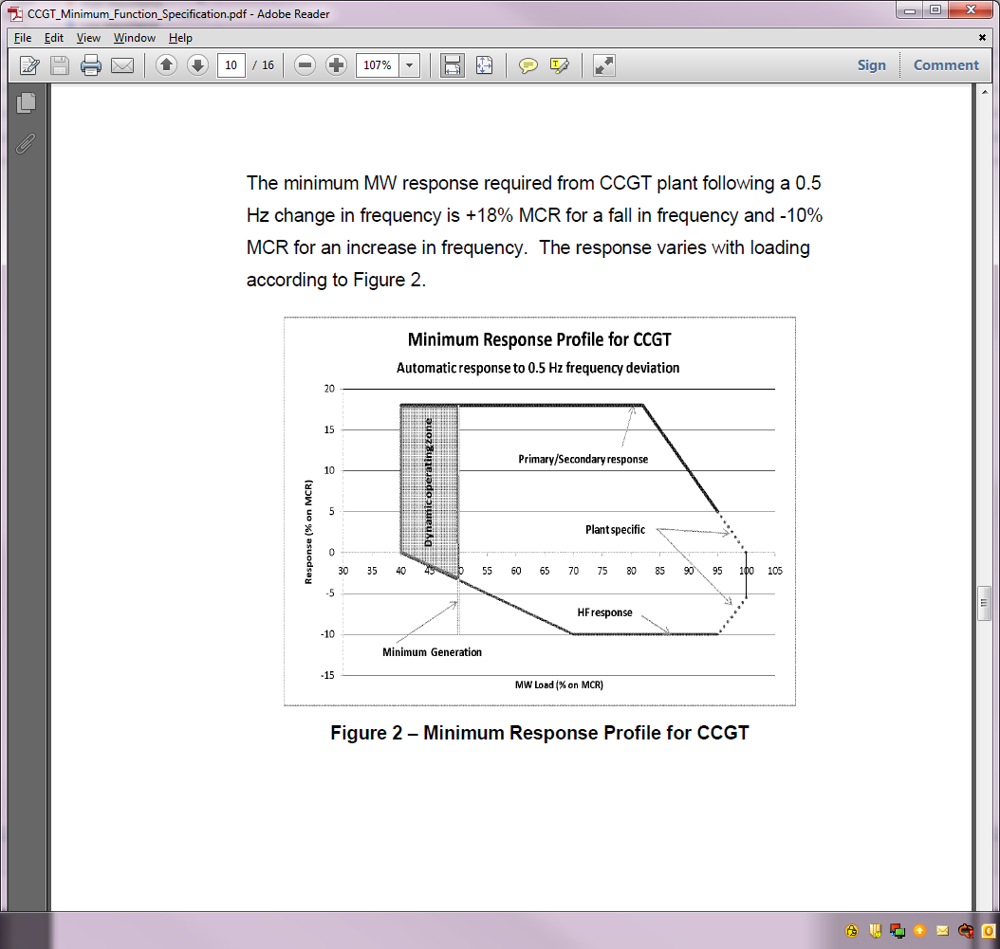 CCGT_Minimum_Function_Specification.pdf - Adobe Reader
File Edit View Window Help
10 / 16 107% Sign Comment
The minimum MW response required from CCGT plant following a 0.5
Hz change in frequency is +18% MCR for a fall in frequency and -10%
MCR for an increase in frequency. The response varies with loading
according to Figure 2.
Minimum Response Profile for CCGT
Automatic response to 0.5 Hz frequency deviation
20
15
10
5
0
-5
-10
-15
Response (% on MCR)
Dynamic operating zone
Primary/Secondary response
Plant specific
30 35 40 45 50 55 60 65 70 75 80 85 90 95 100 105
HF response
Minimum Generation
MW Load (% on MCR)
Figure 2 – Minimum Response Profile for CCGT